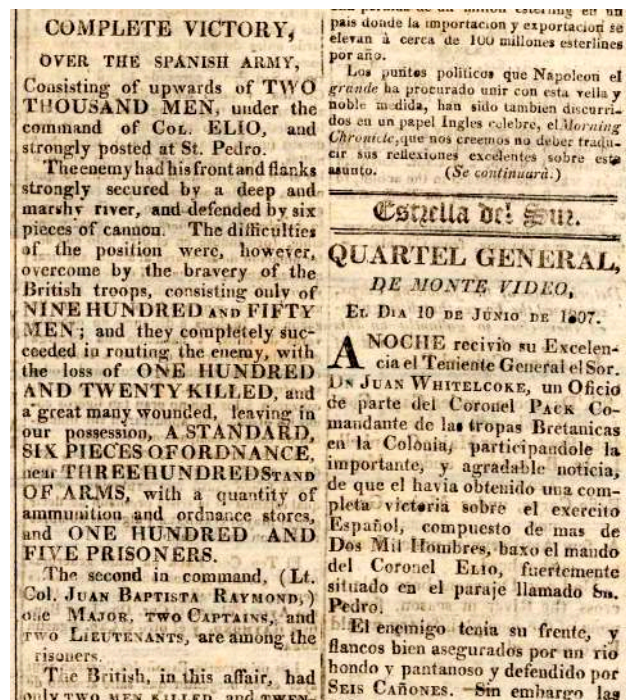 COMPLETE VICTORY,
OVER THE SPANISH ARMY,
Consisting of upwards of TWO
THOUSAND MEN, under the
command of COL. ELIO, and
strongly posted at St. Pedro.
The enemy had his front and flanks
strongly secured by a deep and
marshy river, and defended by six
pieces of cannon. The difficulties
of the position were, however,
overcome by the bravery of the
British troops, consisting only of
NINE HUNDRED AND FIFTY
MEN; and they completely suc-
ceeded in routing the enemy, with
the loss of ONE HUNDRED
AND TWENTY KILLED, and
a great many wounded, leaving in
our possession, A STANDARD,
SIX PIECES OF ORDNANCE,
near THREE HUNDRED STAND
OF ARMS, with a quantity of
ammunition and ordnance stores,
and ONE HUNDRED AND
FIVE PRISONERS.
The second in command, (Lt.
Col. JUAN BAPTISTA RAYMOND,)
one MAJOR, TWO CAPTAINS, and
TWO LIEUTENANTS, are among the
risoners.
The British, in this affair, had
only TWO MEN KILLED, and TWEN-
un millon esterling en un
pais donde la importacion y exportacion se
elevan à cerca de 100 millones esterlines
por año.
Los puntos politicos que Napoleon el
grande ha procurado unir con esta vella y
noble medida, han sido tambien discurri-
dos en un papel Ingles celebre, el Morning
Chronicle, que nos creemos no deber tradu-
cir sus reflexiones excelentes sobre este
asunto. (Se continuará.)
Estrella del Sur.
QUARTEL GENERAL,
DE MONTE VIDEO,
EL DIA 10 DE JUNIO DE 1807.
ANOCHE recivio su Excelen-
cia el Teniente General el Sor.
DN JUAN WHITELCOKE, un Oficio
de parte del Coronel PACK Co-
mandante de las tropas Bretanicas
en la Colònia, participandole la
importante, y agradable noticia,
de que el havia obtenido una com-
pleta victoria sobre el exercito
Español, compuesto de mas de
Dos Mil Hombres, baxo el mando
del Coronel ELIO, fuertemente
situado en el paraje llamado Sn.
Pedro.
El enemigo tenia su frente, y
flancos bien asegurados por un rio
hondo y pantanoso y defendido por
SEIS CAÑONES. Sin embargo las